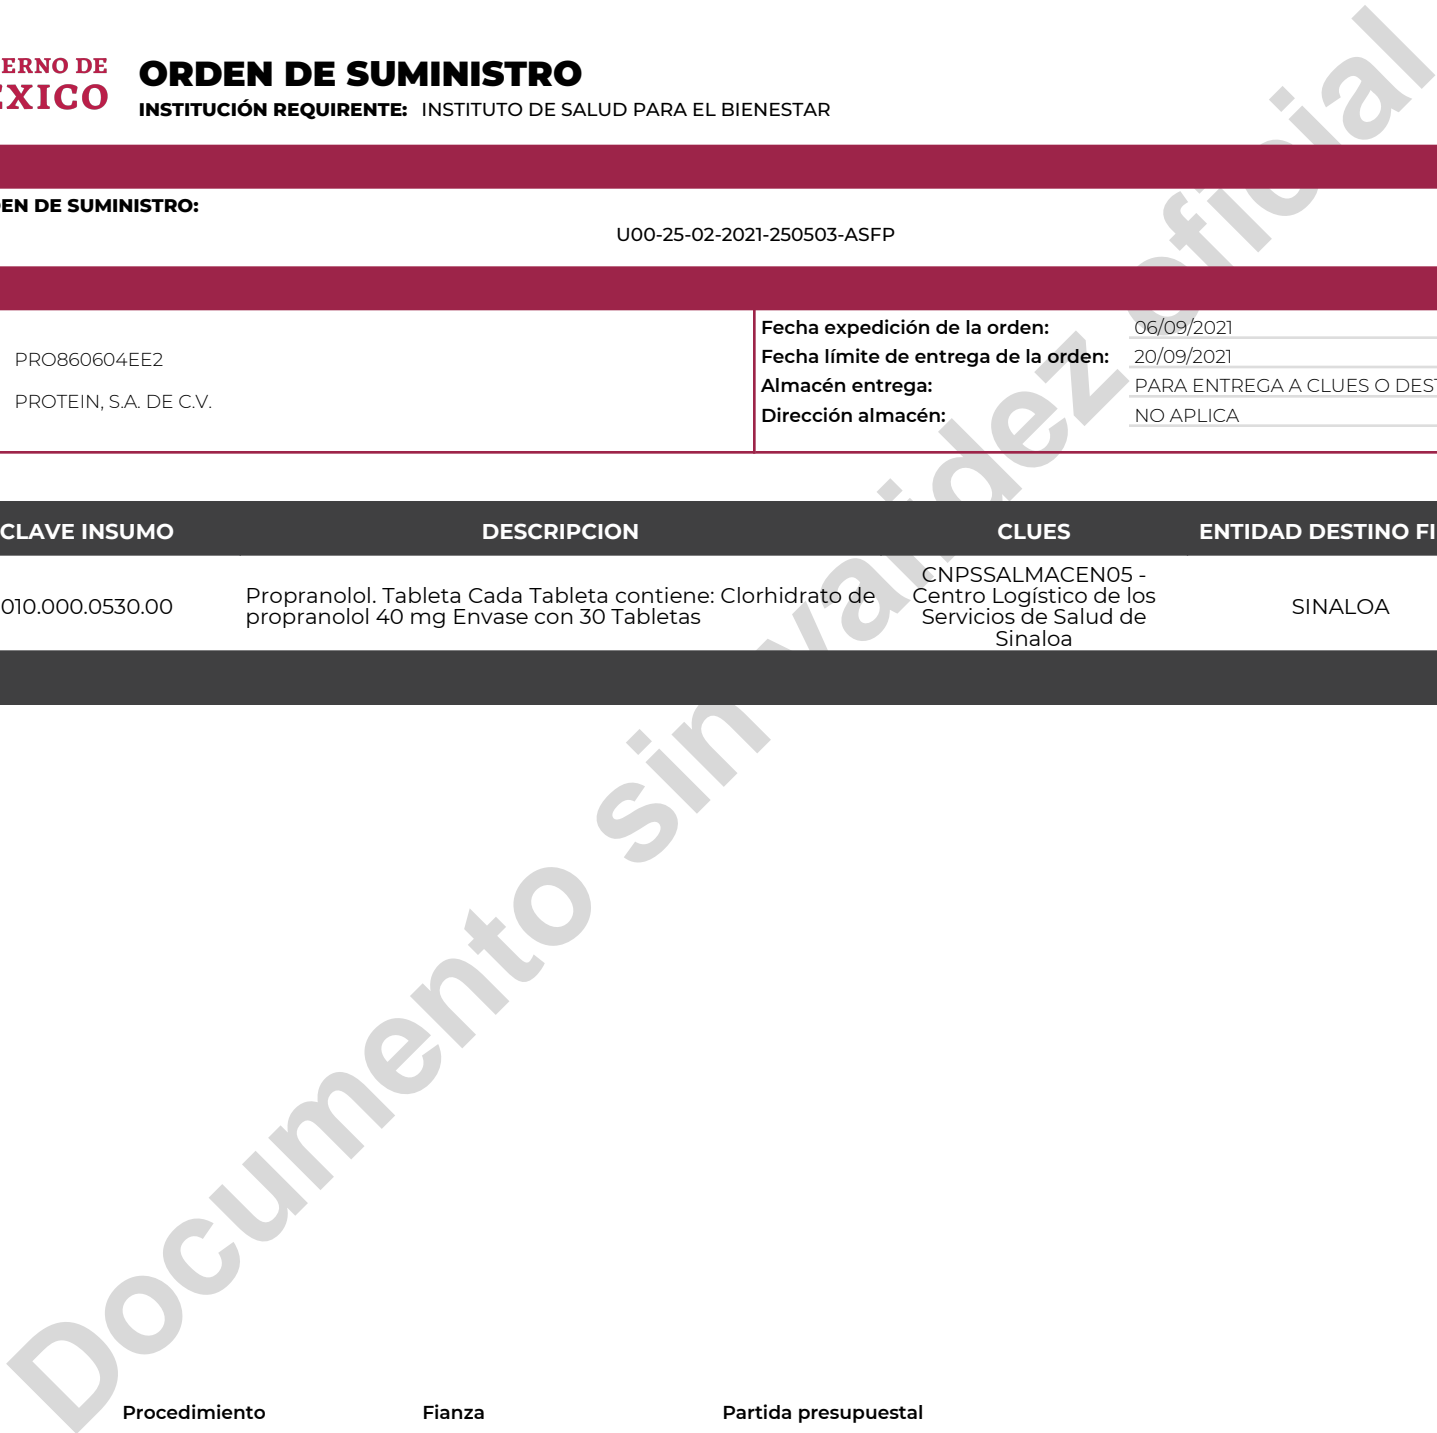 ERNO DE
EXICO
ORDEN DE SUMINISTRO
INSTITUCIÓN REQUIRENTE: INSTITUTO DE SALUD PARA EL BIENESTAR
EN DE SUMINISTRO:
U00-25-02-2021-250503-ASFP
PRO860604EE2
PROTEIN, S.A. DE C.V.
Fecha expedición de la orden: 06/09/2021
Fecha límite de entrega de la orden: 20/09/2021
Almacén entrega: PARA ENTREGA A CLUES O DEST
Dirección almacén: NO APLICA
CLAVE INSUMO DESCRIPCION CLUES ENTIDAD DESTINO FI
010.000.0530.00
Propranolol. Tableta Cada Tableta contiene: Clorhidrato de
propranolol 40 mg Envase con 30 Tabletas
CNPSSALMACEN05 -
Centro Logístico de los
Servicios de Salud de
Sinaloa
SINALOA
Documento sin validez oficial
Procedimiento Fianza Partida presupuestal